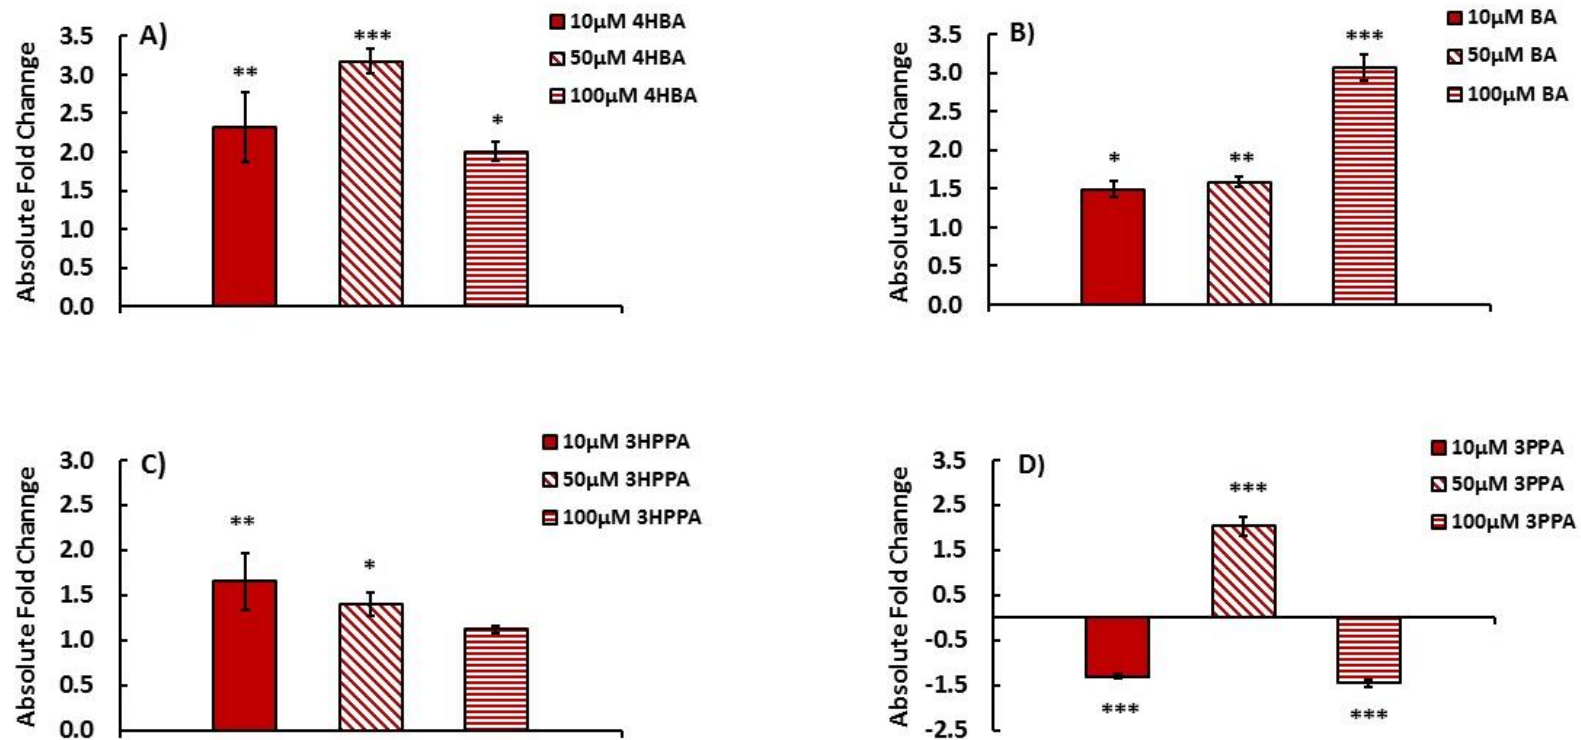 A)
10µM 4HBA
50µM 4HBA
100µM 4HBA
Absolute Fold Channge
3.5
3.0
2.5
2.0
1.5
1.0
0.5
0.0
**
***
*
B)
10µM BA
50µM BA
100µM BA
Absolute Fold Channge
3.5
3.0
2.5
2.0
1.5
1.0
0.5
0.0
*
**
***
C)
10µM 3HPPA
50µM 3HPPA
100µM 3HPPA
Absolute Fold Channge
3.0
2.5
2.0
1.5
1.0
0.5
0.0
**
*
D)
10µM 3PPA
50µM 3PPA
100µM 3PPA
Absolute Fold Channge
3.5
2.5
1.5
0.5
-0.5
-1.5
-2.5
***
***
***